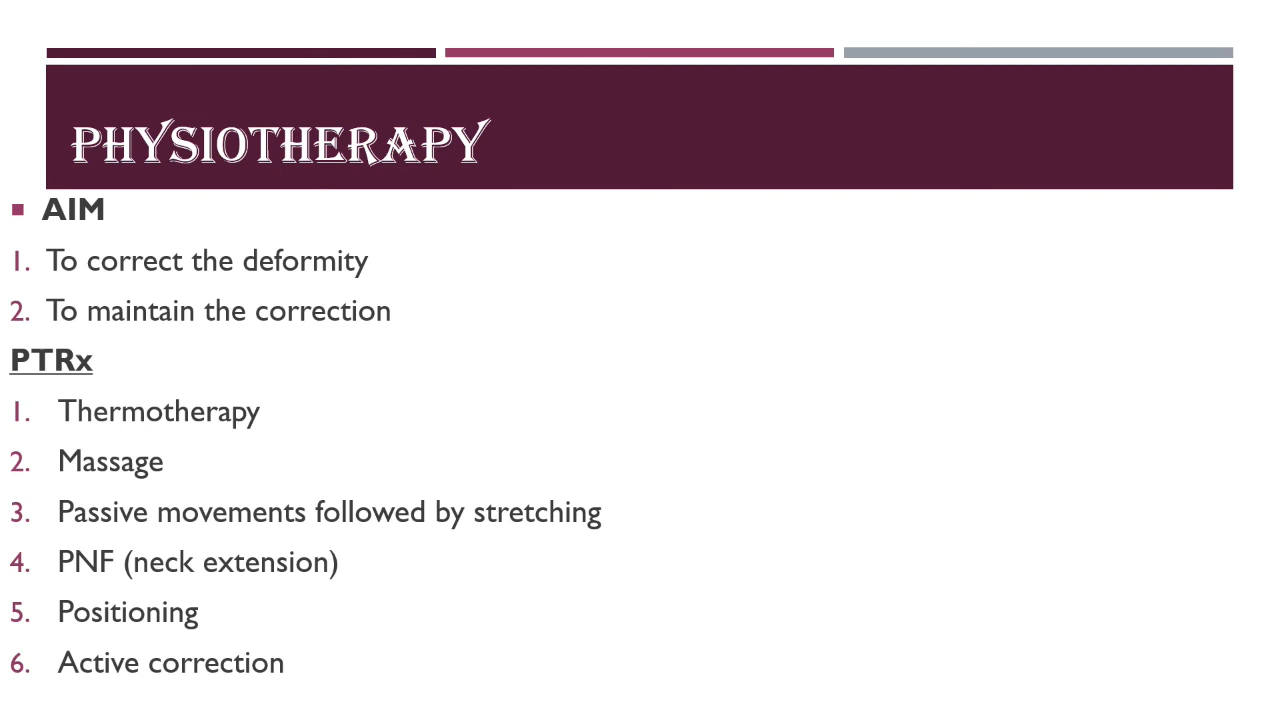 PHYSIOTHERAPY
▪ AIM
1. To correct the deformity
2. To maintain the correction
PTRx
1. Thermotherapy
2. Massage
3. Passive movements followed by stretching
4. PNF (neck extension)
5. Positioning
6. Active correction